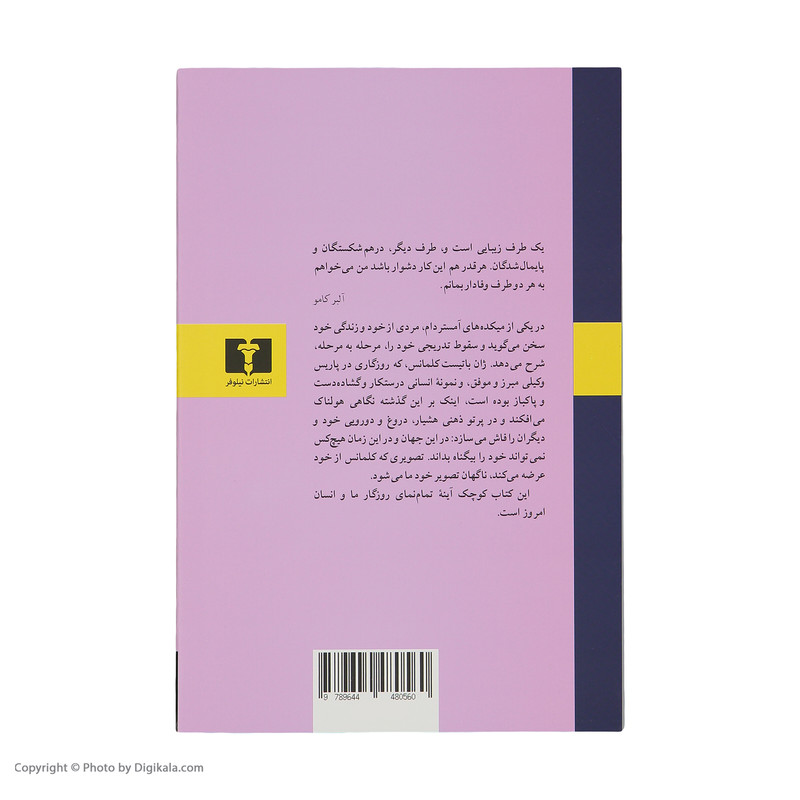 یک طرف زیبایی است و، طرف دیگر، درهم‌شکستگان و
پایمال‌شدگان. هرقدر هم این کار دشوار باشد من می‌خواهم
به هر دو طرف وفادار بمانم.
آلبر کامو
در یکی از میکده‌های آمستردام، مردی از خود و زندگی خود
سخن می‌گوید و سقوط تدریجی خود را، مرحله به مرحله،
شرح می‌دهد. ژان باتیست کلمانس، که روزگاری در پاریس
وکیلی مبرز و موفق، و نمونهٔ انسانی درستکار و گشاده‌دست
و پاکباز بوده است، اینک بر این گذشته نگاهی هولناک
می‌افکند و در پرتو ذهنی هشیار، دروغ و دورویی خود و
دیگران را فاش می‌سازد: در این جهان و در این زمان هیچ‌کس
نمی‌تواند خود را بیگناه بداند. تصویری که کلمانس از خود
عرضه می‌کند، ناگهان تصویر خود ما می‌شود.
این کتاب کوچک آینهٔ تمام‌نمای روزگار ما و انسان
امروز است.
انتشارات نیلوفر
9 789644 480560
Copyright © Photo by Digikala.com